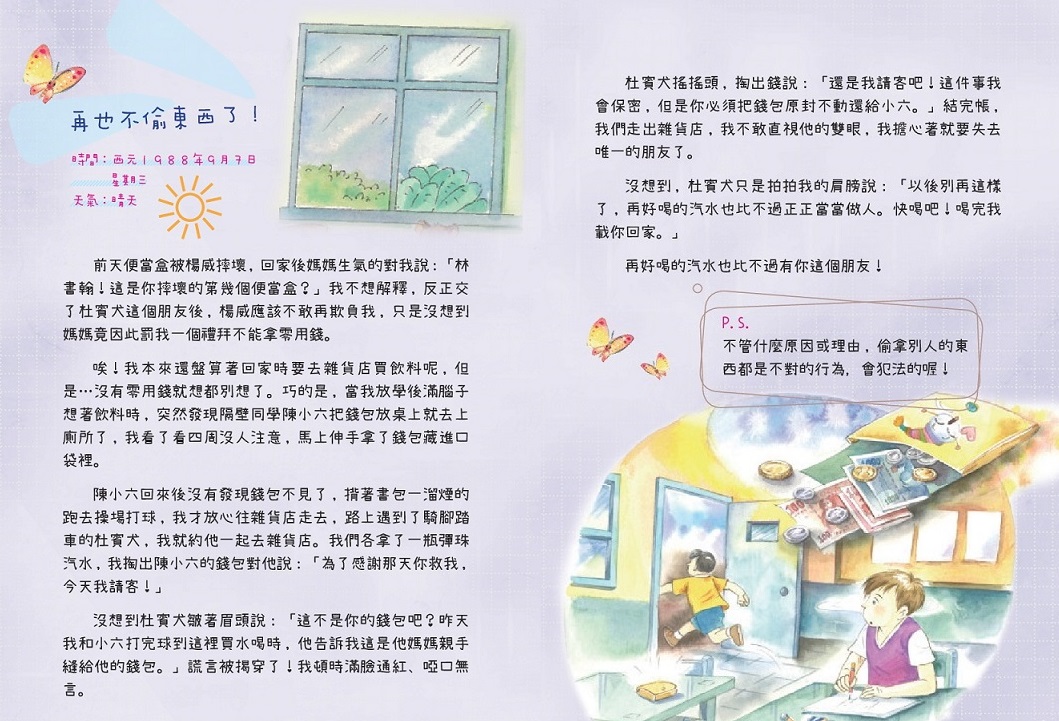 再也不偷東西了！
時間：西元1988年9月7日
星期三
天氣：晴天
前天便當盒被楊威摔壞，回家後媽媽生氣的對我說：「林
書翰！這是你摔壞的第幾個便當盒？」我不想解釋，反正交
了杜賓犬這個朋友後，楊威應該不敢再欺負我，只是沒想到
媽媽竟因此罰我一個禮拜不能拿零用錢。
唉！我本來還盤算著回家時要去雜貨店買飲料呢，但
是…沒有零用錢就想都別想了。巧的是，當我放學後滿腦子
想著飲料時，突然發現隔壁同學陳小六把錢包放桌上就去上
廁所了，我看了看四周沒人注意，馬上伸手拿了錢包藏進口
袋裡。
陳小六回來後沒有發現錢包不見了，揹著書包一溜煙的
跑去操場打球，我才放心往雜貨店走去，路上遇到了騎腳踏
車的杜賓犬，我就約他一起去雜貨店。我們各拿了一瓶彈珠
汽水，我掏出陳小六的錢包對他說：「為了感謝那天你救我，
今天我請客！」
沒想到杜賓犬皺著眉頭說：「這不是你的錢包吧？昨天
我和小六打完球到這裡買水喝時，他告訴我這是他媽媽親手
縫給他的錢包。」謊言被揭穿了！我頓時滿臉通紅、啞口無
言。
杜賓犬搖搖頭，掏出錢說：「還是我請客吧！這件事我
會保密，但是你必須把錢包原封不動還給小六。」結完帳，
我們走出雜貨店，我不敢直視他的雙眼，我擔心著就要失去
唯一的朋友了。
沒想到，杜賓犬只是拍拍我的肩膀說：「以後別再這樣
了，再好喝的汽水也比不過正正當當做人。快喝吧！喝完我
載你回家。」
再好喝的汽水也比不過有你這個朋友！
P.S.
不管什麼原因或理由，偷拿別人的東
西都是不對的行為，會犯法的喔！